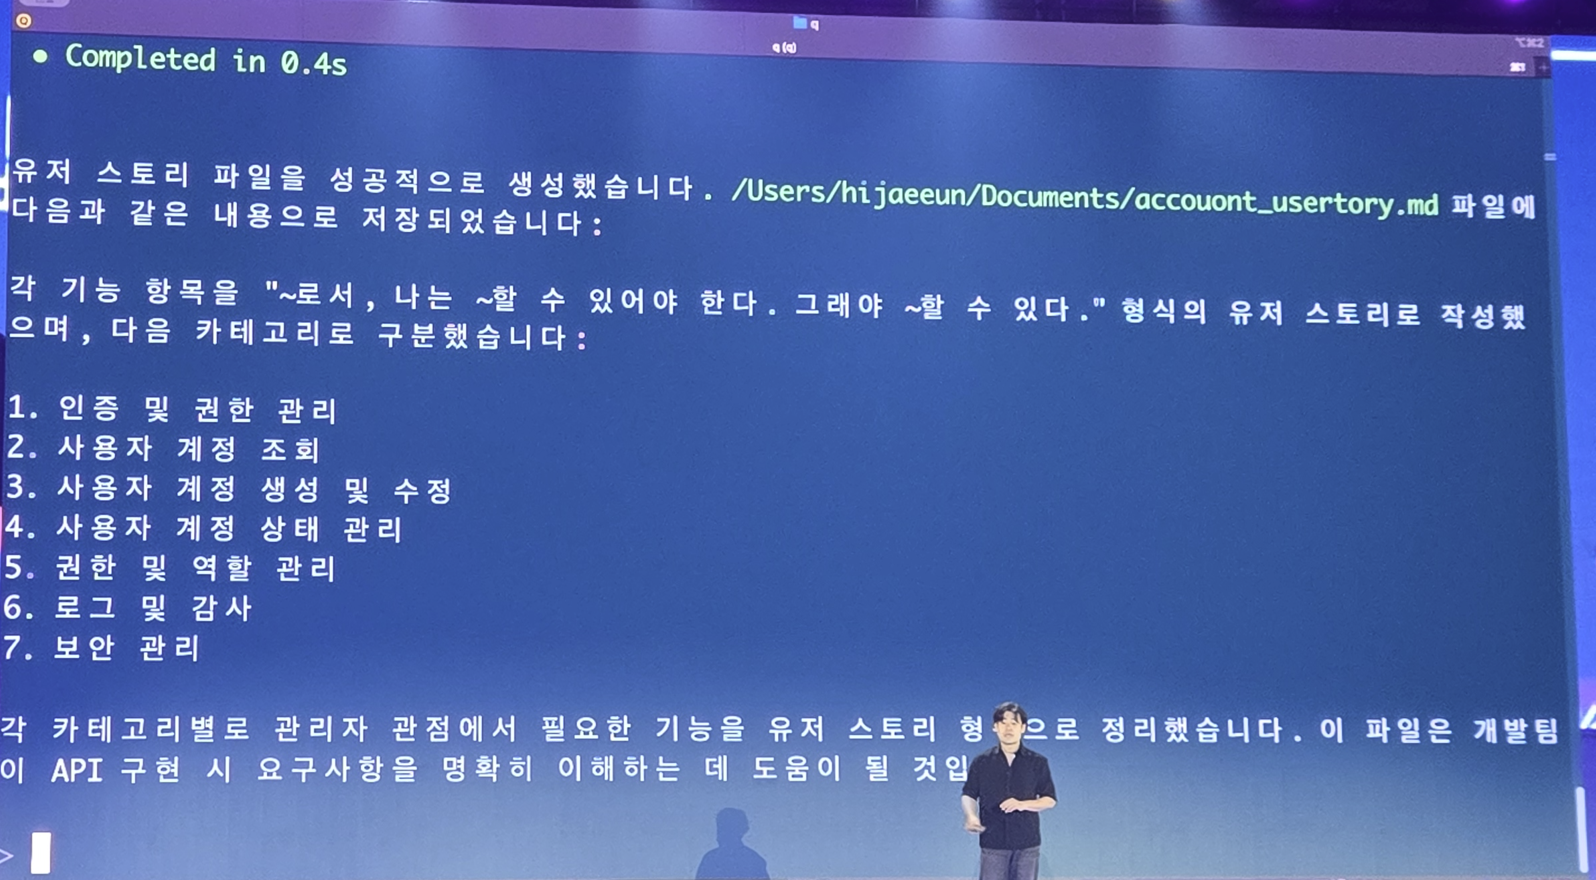 q
q (q)
⌥⌘2
⌘1
● Completed in 0.4s
유저 스토리 파일을 성공적으로 생성했습니다. /Users/hijaeeun/Documents/accouont_usertory.md 파일에
다음과 같은 내용으로 저장되었습니다:
각 기능 항목을 "~로서, 나는 ~할 수 있어야 한다. 그래야 ~할 수 있다." 형식의 유저 스토리로 작성했
으며, 다음 카테고리로 구분했습니다:
1. 인증 및 권한 관리
2. 사용자 계정 조회
3. 사용자 계정 생성 및 수정
4. 사용자 계정 상태 관리
5. 권한 및 역할 관리
6. 로그 및 감사
7. 보안 관리
각 카테고리별로 관리자 관점에서 필요한 기능을 유저 스토리 형 으로 정리했습니다. 이 파일은 개발팀
이 API 구현 시 요구사항을 명확히 이해하는 데 도움이 될 것입
>